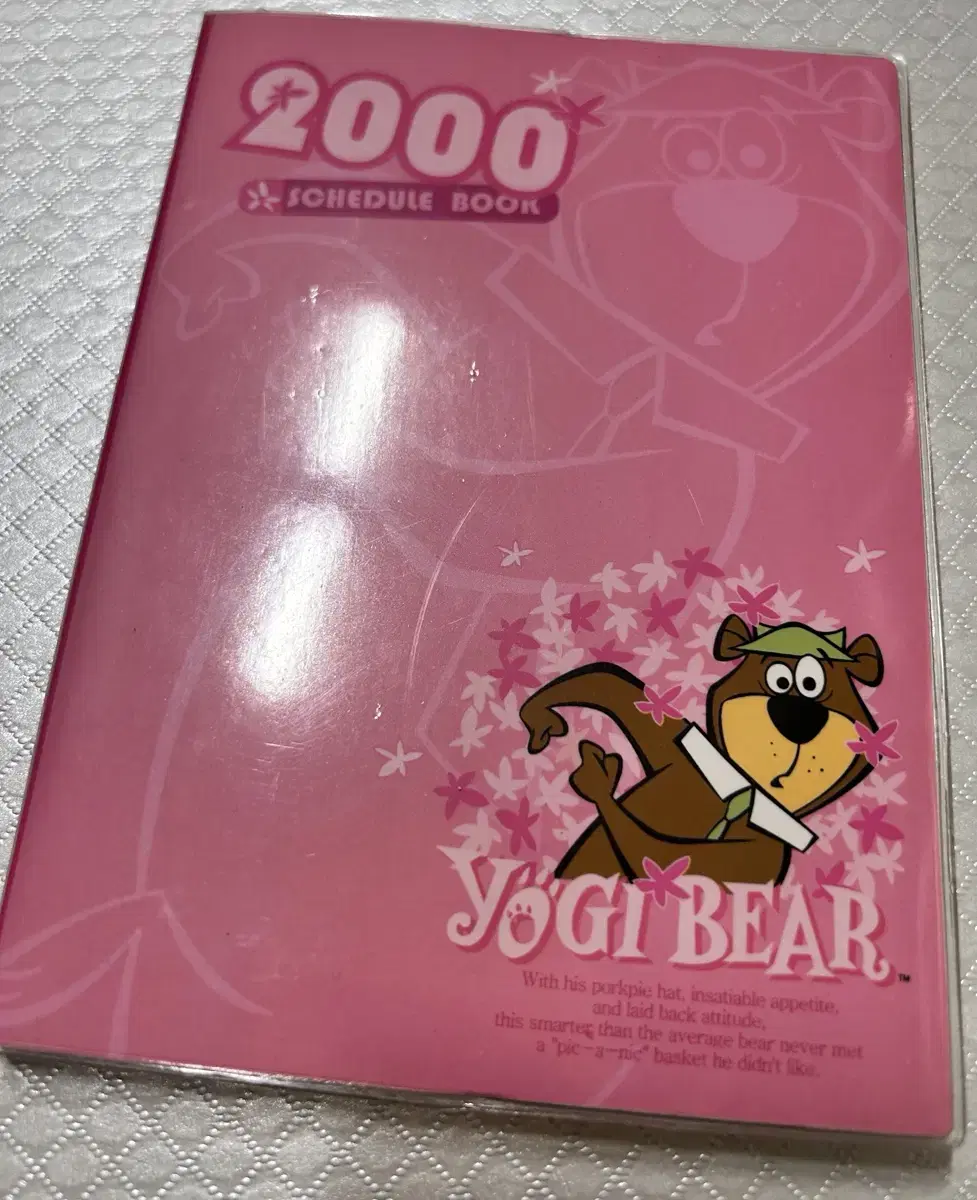 2000
SCHEDULE BOOK
YOGI BEAR™
With his porkpie hat, insatiable appetite,
and laid back attitude,
this smarter than the average bear never met
a "pic-a-nic" basket he didn't like.